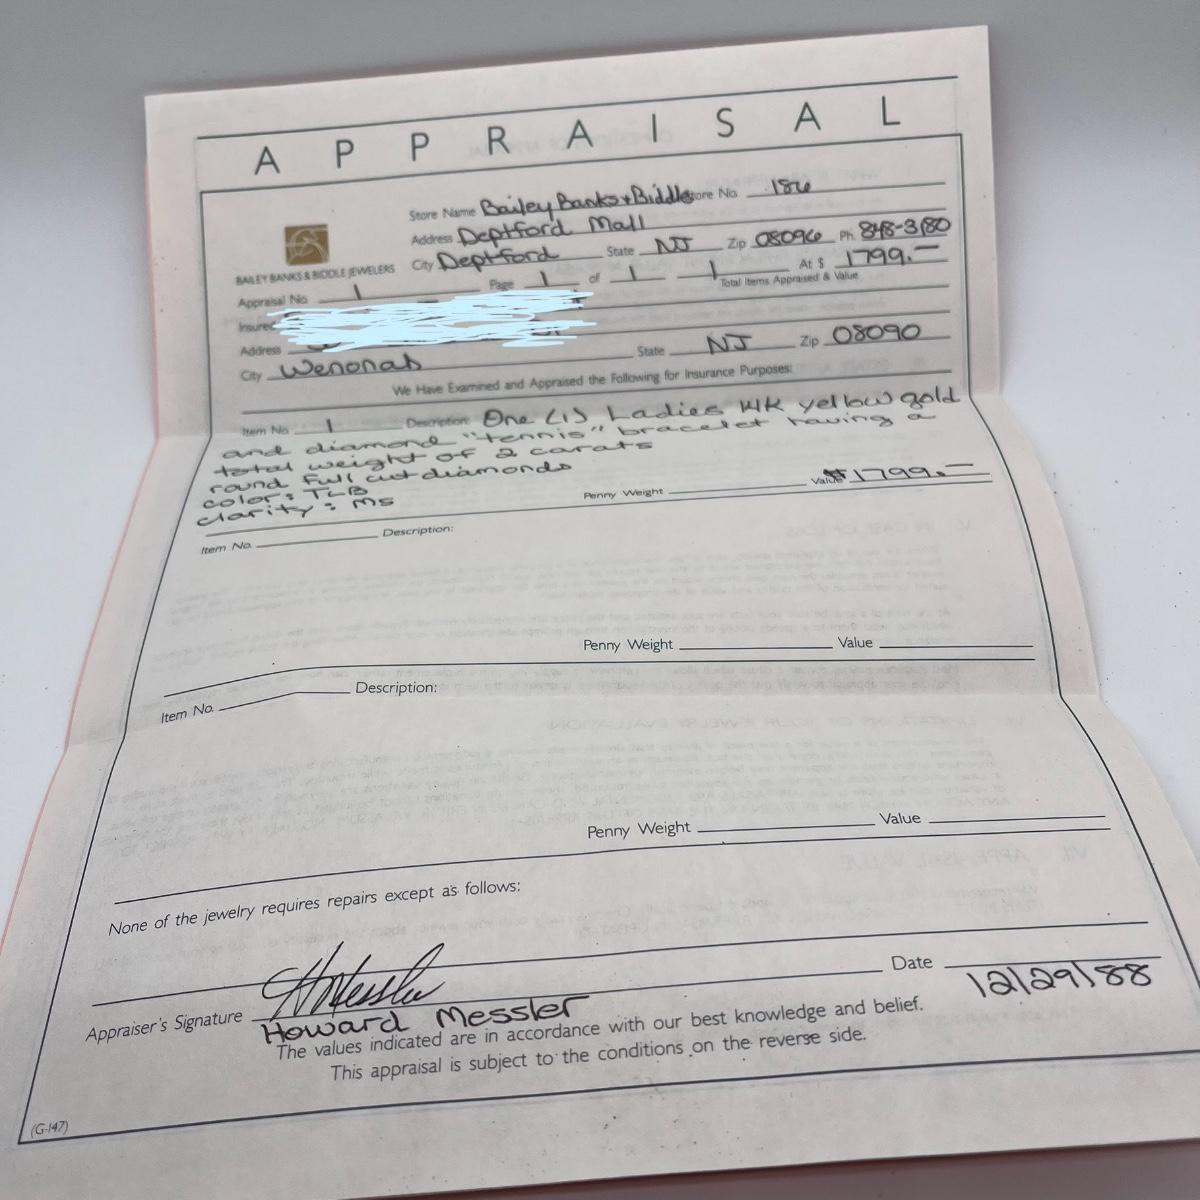 APPRAISAL
Store Name Bailey Banks + Biddle Store No. 186
Address Deptford Mall
City Deptford State NJ Zip 08096 Ph. 848-3180
BAILEY BANKS & BIDDLE JEWELERS
Appraisal No. 1 Page 1 of 1 1 At $ 1799.—
Total Items Appraised & Value
Insured
Address
City Wenonah State NJ Zip 08090
We Have Examined and Appraised the Following for Insurance Purposes:
Item No. 1 Description: One (1) Ladies 14K yellow gold
and diamond "tennis" bracelet having a
total weight of 2 carats
round full cut diamonds
color: TLB
clarity: MS
Penny Weight Value $1799.—
Item No. Description:
Penny Weight Value
Item No. Description:
Penny Weight Value
None of the jewelry requires repairs except as follows:
Appraiser's Signature HMessler Date 12/29/88
Howard Messler
The values indicated are in accordance with our best knowledge and belief.
This appraisal is subject to the conditions on the reverse side.
(G-147)